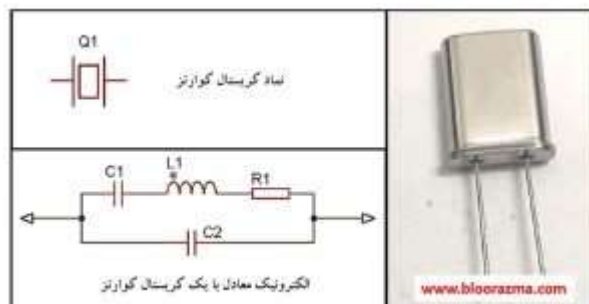 Q1
نماد کریستال کوارتز
C1
L1
R1
C2
الکترونیک معادل با یک کریستال کوارتز
www.bloorazma.com